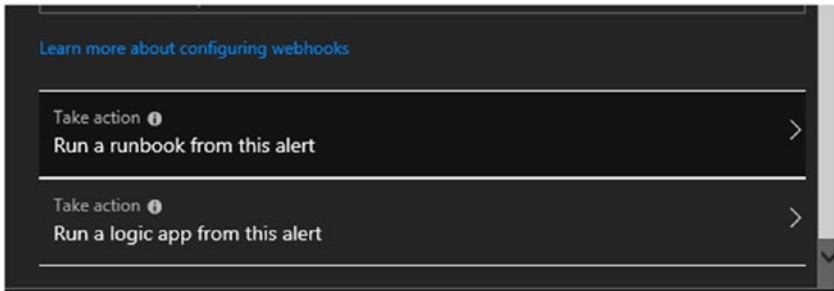 Learn more about configuring webhooks
Take action
Run a runbook from this alert
Take action
Run a logic app from this alert